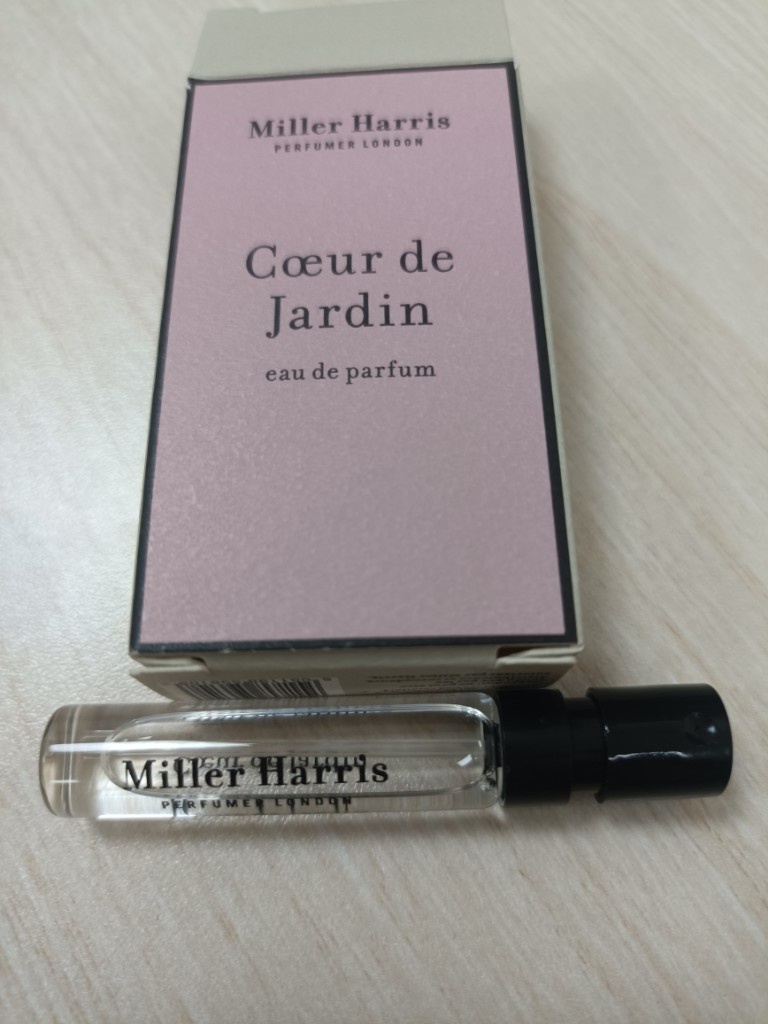 Miller Harris
PERFUMER LONDON
Cœur de
Jardin
eau de parfum
Miller Harris
PERFUMER LONDON